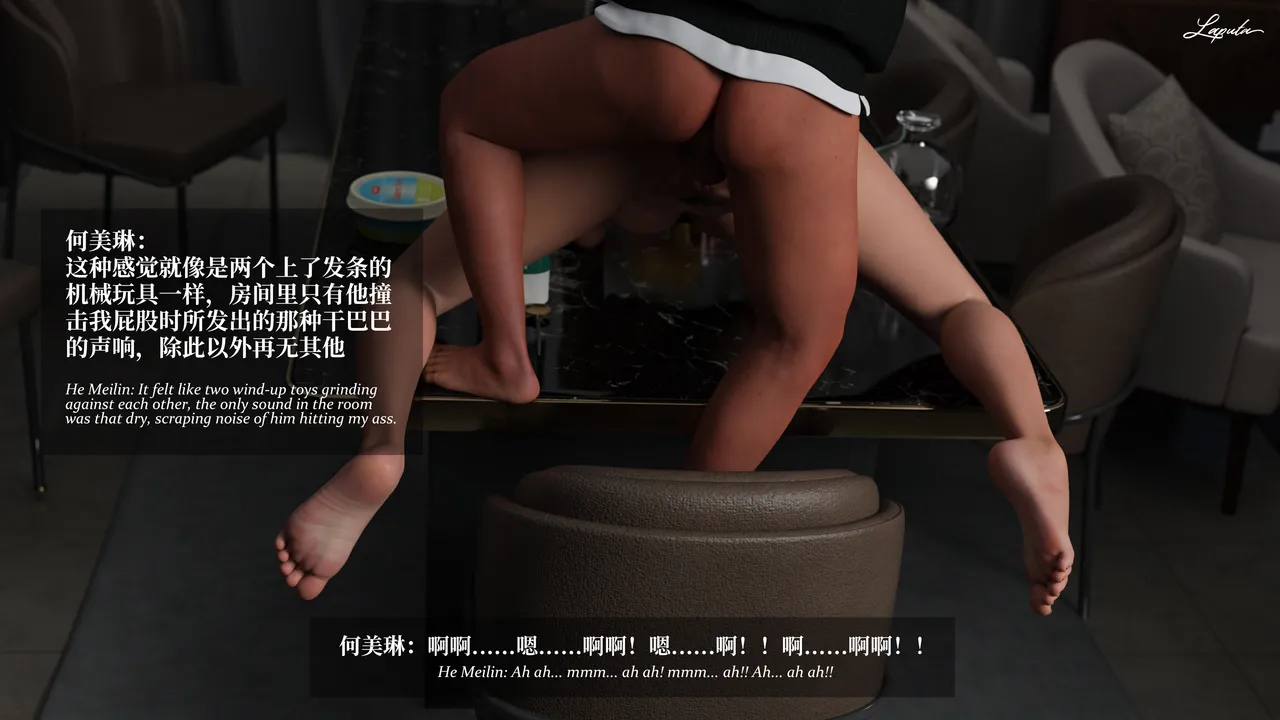 Laputa
何美琳：
这种感觉就像是两个上了发条的
机械玩具一样，房间里只有他撞
击我屁股时所发出的那种干巴巴
的声响，除此以外再无其他
He Meilin: It felt like two wind-up toys grinding
against each other, the only sound in the room
was that dry, scraping noise of him hitting my ass.
何美琳：啊啊……嗯……啊啊！嗯……啊！！啊……啊啊！！
He Meilin: Ah ah... mmm... ah ah! mmm... ah!! Ah... ah ah!!